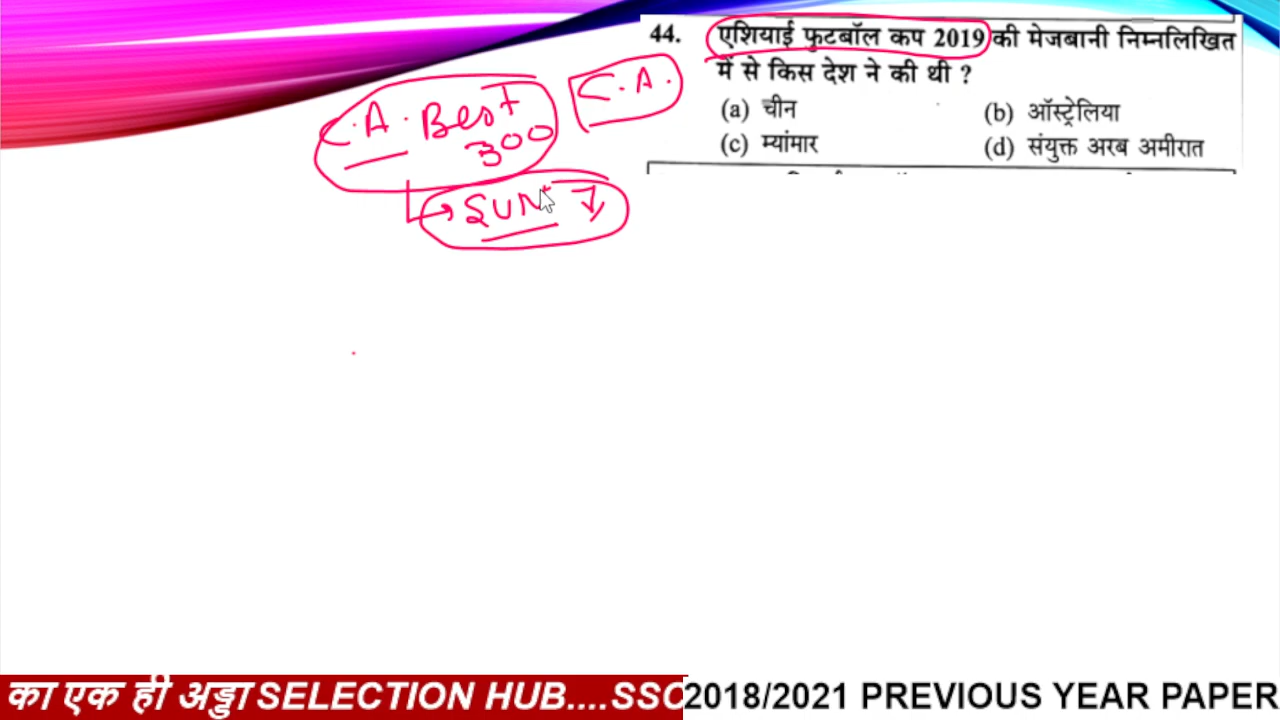 44. एशियाई फुटबॉल कप 2019 की मेजबानी निम्नलिखित
में से किस देश ने की थी ?
(a) चीन (b) ऑस्ट्रेलिया
(c) म्यांमार (d) संयुक्त अरब अमीरात
C.A.
C.A. Best
300
SUN
का एक ही अड्डा SELECTION HUB....SSC 2018/2021 PREVIOUS YEAR PAPER